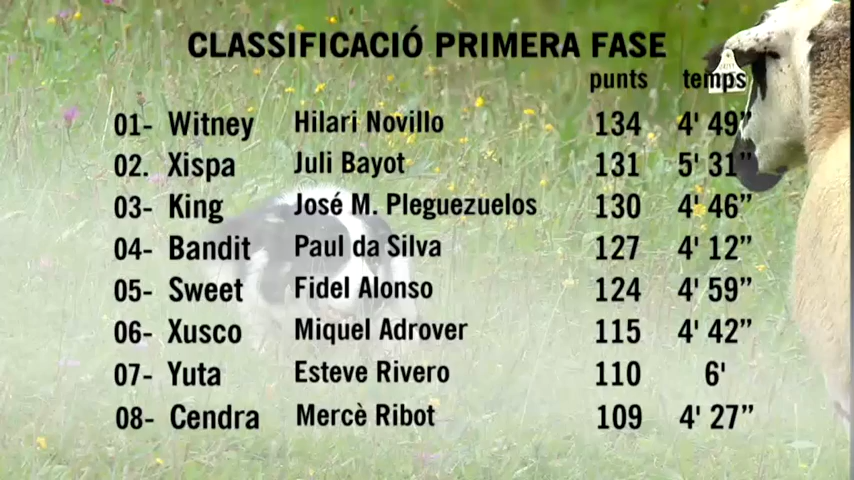 CLASSIFICACIÓ PRIMERA FASE
punts temps
01- Witney Hilari Novillo 134 4' 49”
02. Xispa Juli Bayot 131 5' 31”
03- King José M. Pleguezuelos 130 4' 46”
04- Bandit Paul da Silva 127 4' 12”
05- Sweet Fidel Alonso 124 4' 59”
06- Xusco Miquel Adrover 115 4' 42”
07- Yuta Esteve Rivero 110 6'
08- Cendra Mercè Ribot 109 4' 27”